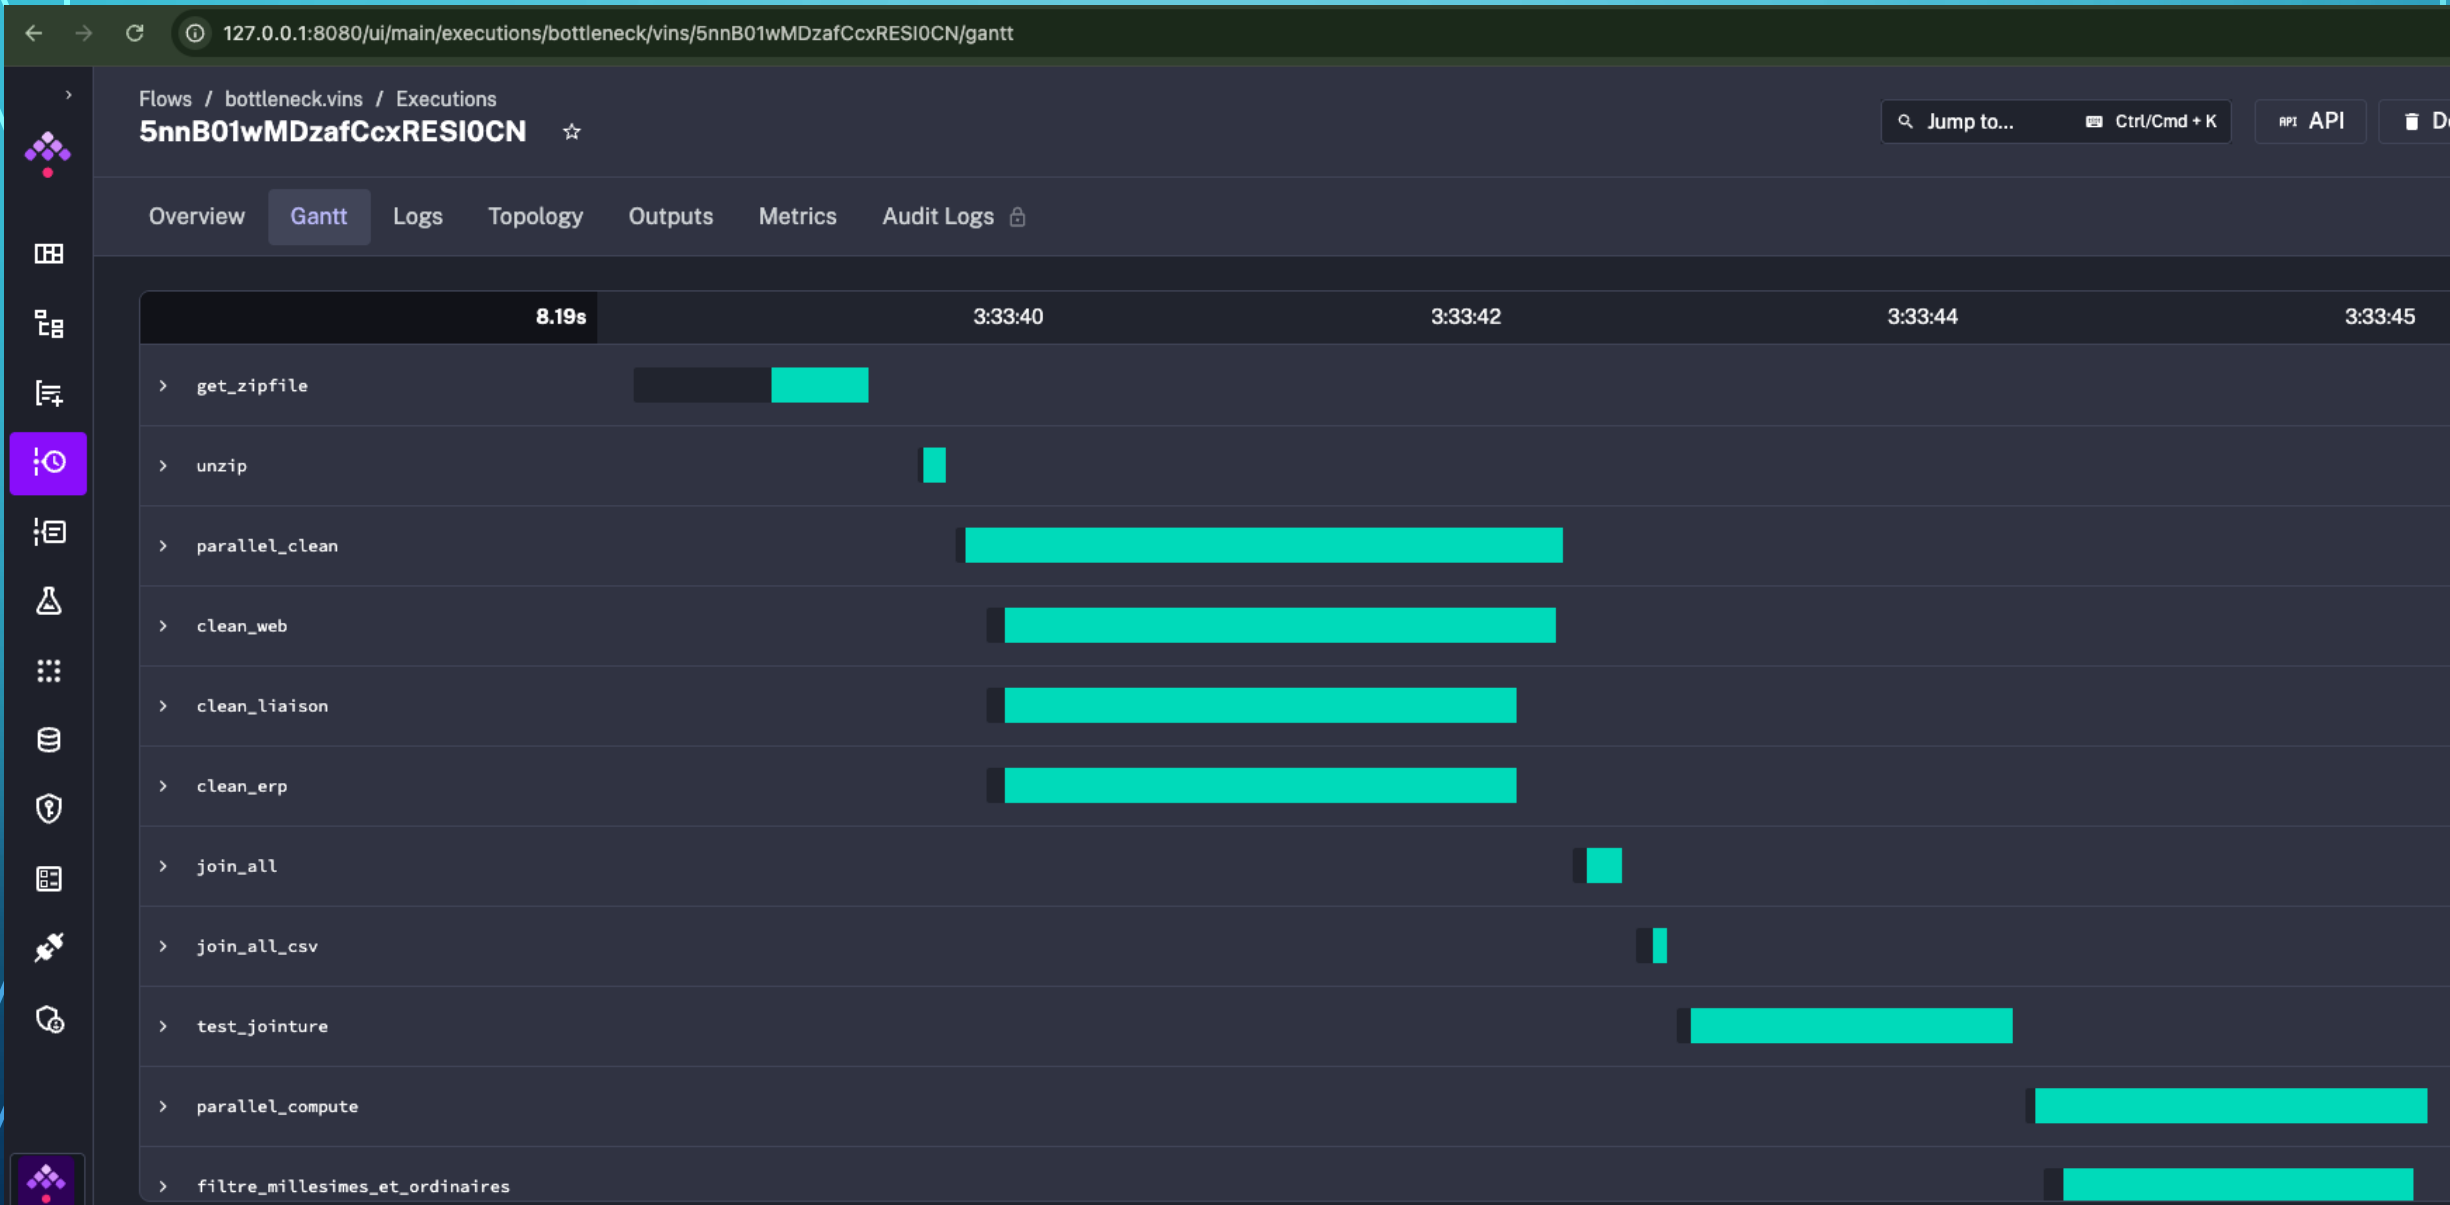 127.0.0.1:8080/ui/main/executions/bottleneck/vins/5nnB01wMDzafCcxRESI0CN/gantt
Flows / bottleneck.vins / Executions
5nnB01wMDzafCcxRESI0CN
Jump to... Ctrl/Cmd + K
API API
Overview Gantt Logs Topology Outputs Metrics Audit Logs
8.19s 3:33:40 3:33:42 3:33:44 3:33:45
get_zipfile
unzip
parallel_clean
clean_web
clean_liaison
clean_erp
join_all
join_all_csv
test_jointure
parallel_compute
filtre_millesimes_et_ordinaires